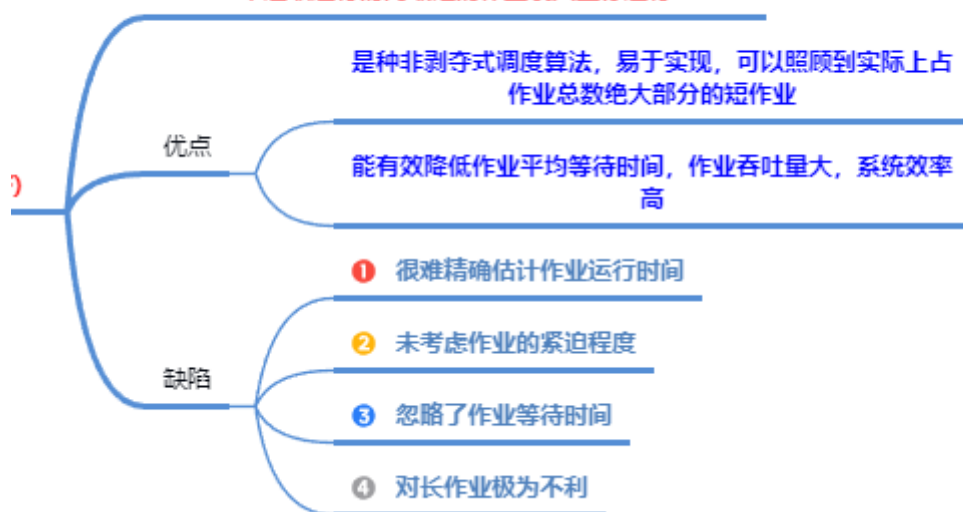 是种非剥夺式调度算法，易于实现，可以照顾到实际上占
作业总数绝大部分的短作业
优点
能有效降低作业平均等待时间，作业吞吐量大，系统效率
高
)
❶ 很难精确估计作业运行时间
❷ 未考虑作业的紧迫程度
缺陷
❸ 忽略了作业等待时间
❹ 对长作业极为不利